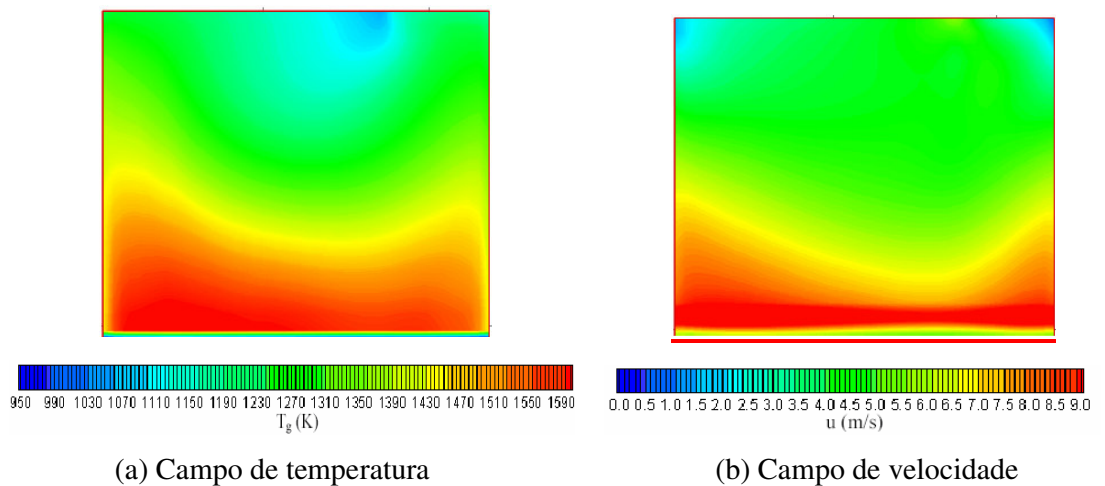 950 990 1030 1070 1110 1150 1190 1230 1270 1310 1350 1390 1430 1470 1510 1550 1590
T_g (K)
0.0 0.5 1.0 1.5 2.0 2.5 3.0 3.5 4.0 4.5 5.0 5.5 6.0 6.5 7.0 7.5 8.0 8.5 9.0
u (m/s)
(a) Campo de temperatura
(b) Campo de velocidade